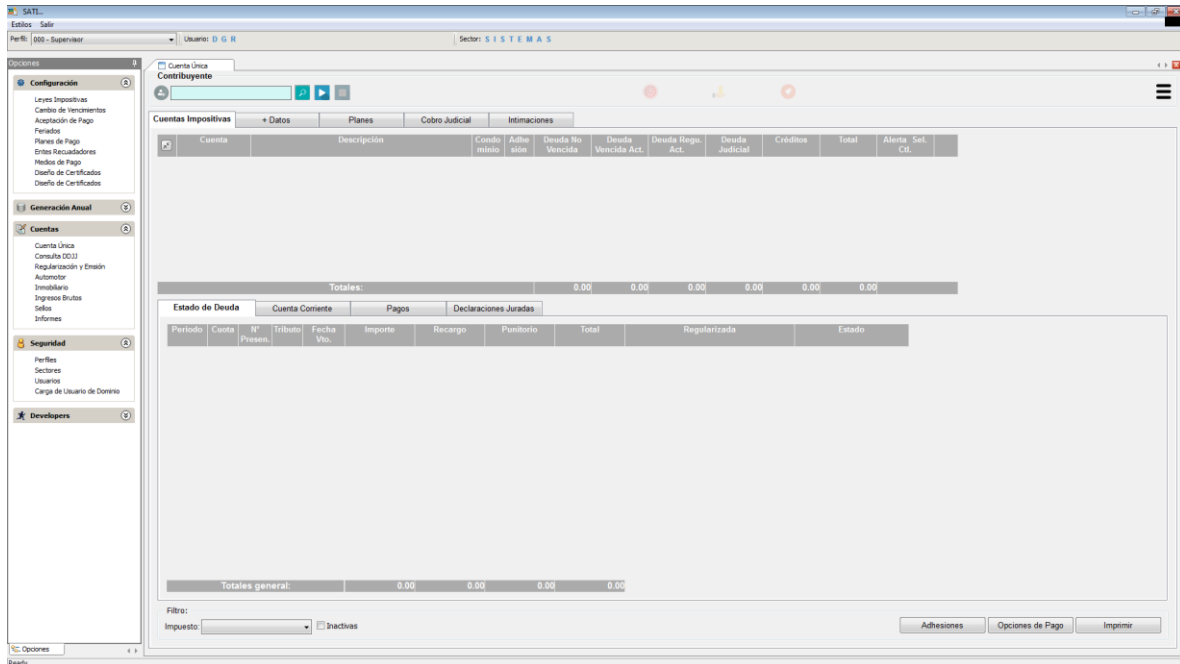 SATI...
Estilos Salir
Perfil: 000 - Supervisor Usuario: D G R Sector: S I S T E M A S
Opciones
Configuración
Leyes Impositivas
Cambio de Vencimientos
Aceptación de Pago
Feriados
Planes de Pago
Entes Recuadadores
Medios de Pago
Diseño de Certificados
Diseño de Certificados
Generación Anual
Cuentas
Cuenta Única
Consulta DDJJ
Regularización y Emsión
Automotor
Inmobiliario
Ingresos Brutos
Sellos
Informes
Seguridad
Perfiles
Sectores
Usuarios
Carga de Usuario de Dominio
Developers
Opciones
Ready
Cuenta Única
Contribuyente
Cuentas Impositivas + Datos Planes Cobro Judicial Intimaciones
Cuenta Descripción Condo Adhe Deuda No Deuda Deuda Regu. Deuda Créditos Total Alerta Sel.
minio sión Vencida Vencida Act. Act. Judicial Ctl.
Totales: 0.00 0.00 0.00 0.00 0.00 0.00
Estado de Deuda Cuenta Corriente Pagos Declaraciones Juradas
Periodo Cuota N° Tributo Fecha Importe Recargo Punitorio Total Regularizada Estado
Presen. Vto.
Totales general: 0.00 0.00 0.00 0.00
Filtro:
Impuesto: Inactivas Adhesiones Opciones de Pago Imprimir